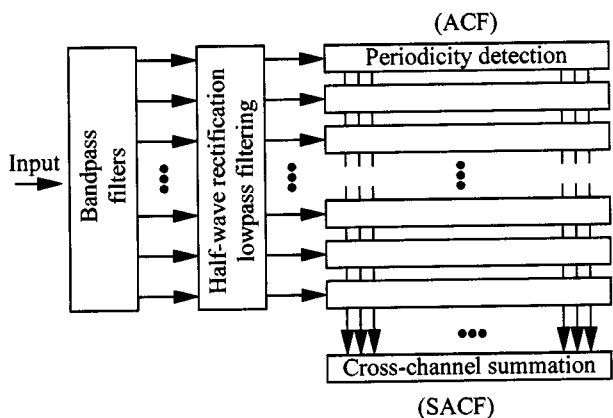 (ACF)
Periodicity detection
Input
Bandpass
filters
Half-wave rectification
lowpass filtering
Cross-channel summation
(SACF)